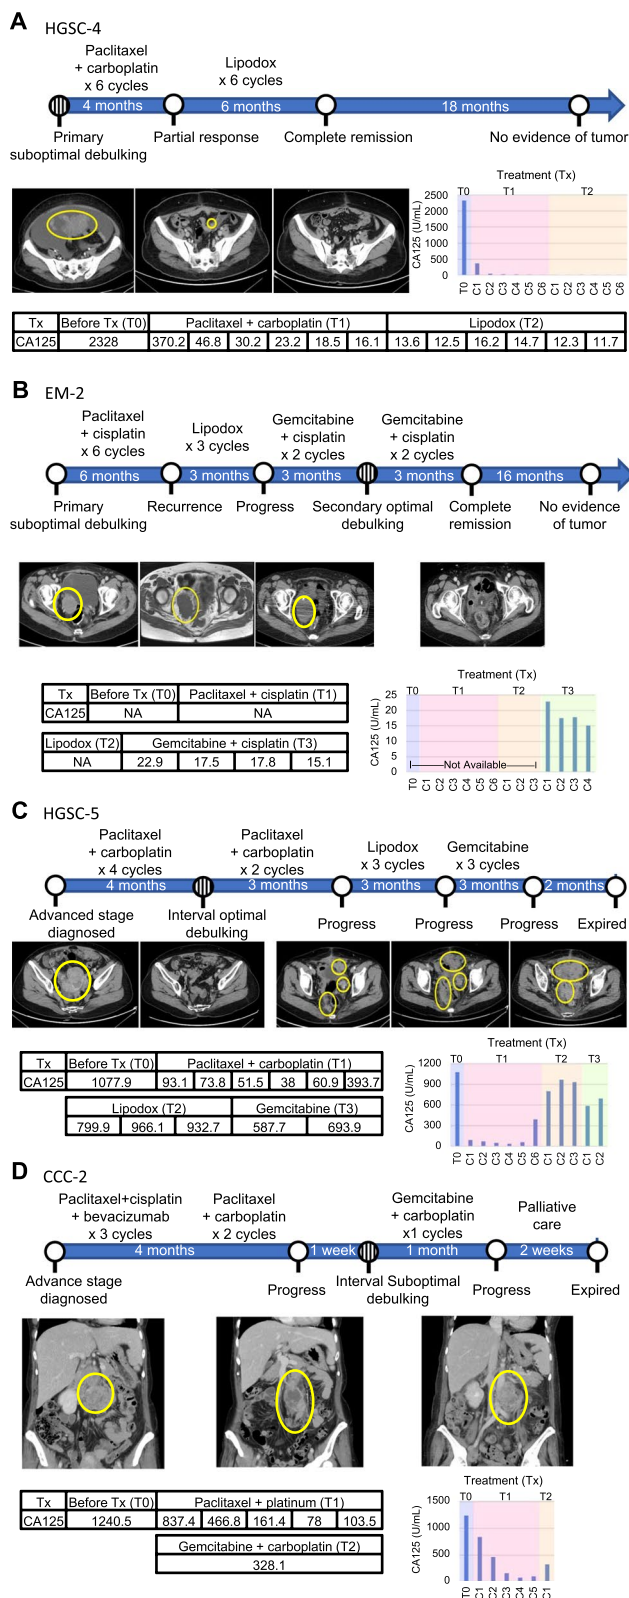 A HGSC-4
Paclitaxel
+ carboplatin
x 6 cycles
Lipodox
x 6 cycles
4 months
6 months
18 months
Primary
suboptimal debulking
Partial response
Complete remission
No evidence of tumor
Treatment (Tx)
T0 T1 T2
CA125 (U/mL)
2500
2000
1500
1000
500
0
T0 C1 C2 C3 C4 C5 C6 C1 C2 C3 C4 C5 C6
Tx Before Tx (T0) Paclitaxel + carboplatin (T1) Lipodox (T2)
CA125 2328 370.2 46.8 30.2 23.2 18.5 16.1 13.6 12.5 16.2 14.7 12.3 11.7
B EM-2
Paclitaxel
+ cisplatin
x 6 cycles
Lipodox
x 3 cycles
Gemcitabine
+ cisplatin
x 2 cycles
Gemcitabine
+ cisplatin
x 2 cycles
6 months
3 months
3 months
3 months
16 months
Primary
suboptimal debulking
Recurrence
Progress
Secondary optimal
debulking
Complete
remission
No evidence
of tumor
Tx Before Tx (T0) Paclitaxel + cisplatin (T1)
CA125 NA NA
Lipodox (T2) Gemcitabine + cisplatin (T3)
NA 22.9 17.5 17.8 15.1
Treatment (Tx)
T0 T1 T2 T3
CA125 (U/mL)
25
20
15
10
5
0
Not Available
T0 C1 C2 C3 C4 C5 C6 C1 C2 C3 C1 C2 C3 C4
C HGSC-5
Paclitaxel
+ carboplatin
x 4 cycles
Paclitaxel
+ carboplatin
x 2 cycles
Lipodox
x 3 cycles
Gemcitabine
x 3 cycles
4 months
3 months
3 months
3 months
2 months
Advanced stage
diagnosed
Interval optimal
debulking
Progress
Progress
Progress
Expired
Tx Before Tx (T0) Paclitaxel + carboplatin (T1)
CA125 1077.9 93.1 73.8 51.5 38 60.9 393.7
Lipodox (T2) Gemcitabine (T3)
799.9 966.1 932.7 587.7 693.9
Treatment (Tx)
T0 T1 T2 T3
CA125 (U/mL)
1200
900
600
300
0
T0 C1 C2 C3 C4 C5 C6 C1 C2 C3 C1 C2
D CCC-2
Paclitaxel+cisplatin
+ bevacizumab
x 3 cycles
Paclitaxel
+ carboplatin
x 2 cycles
Gemcitabine
+ carboplatin
x1 cycles
Palliative
care
4 months
1 week
1 month
2 weeks
Advance stage
diagnosed
Progress
Interval Suboptimal
debulking
Progress
Expired
Tx Before Tx (T0) Paclitaxel + platinum (T1)
CA125 1240.5 837.4 466.8 161.4 78 103.5
Gemcitabine + carboplatin (T2)
328.1
Treatment (Tx)
T0 T1 T2
CA125 (U/mL)
1500
1000
500
0
T0 C1 C2 C3 C4 C5 C1